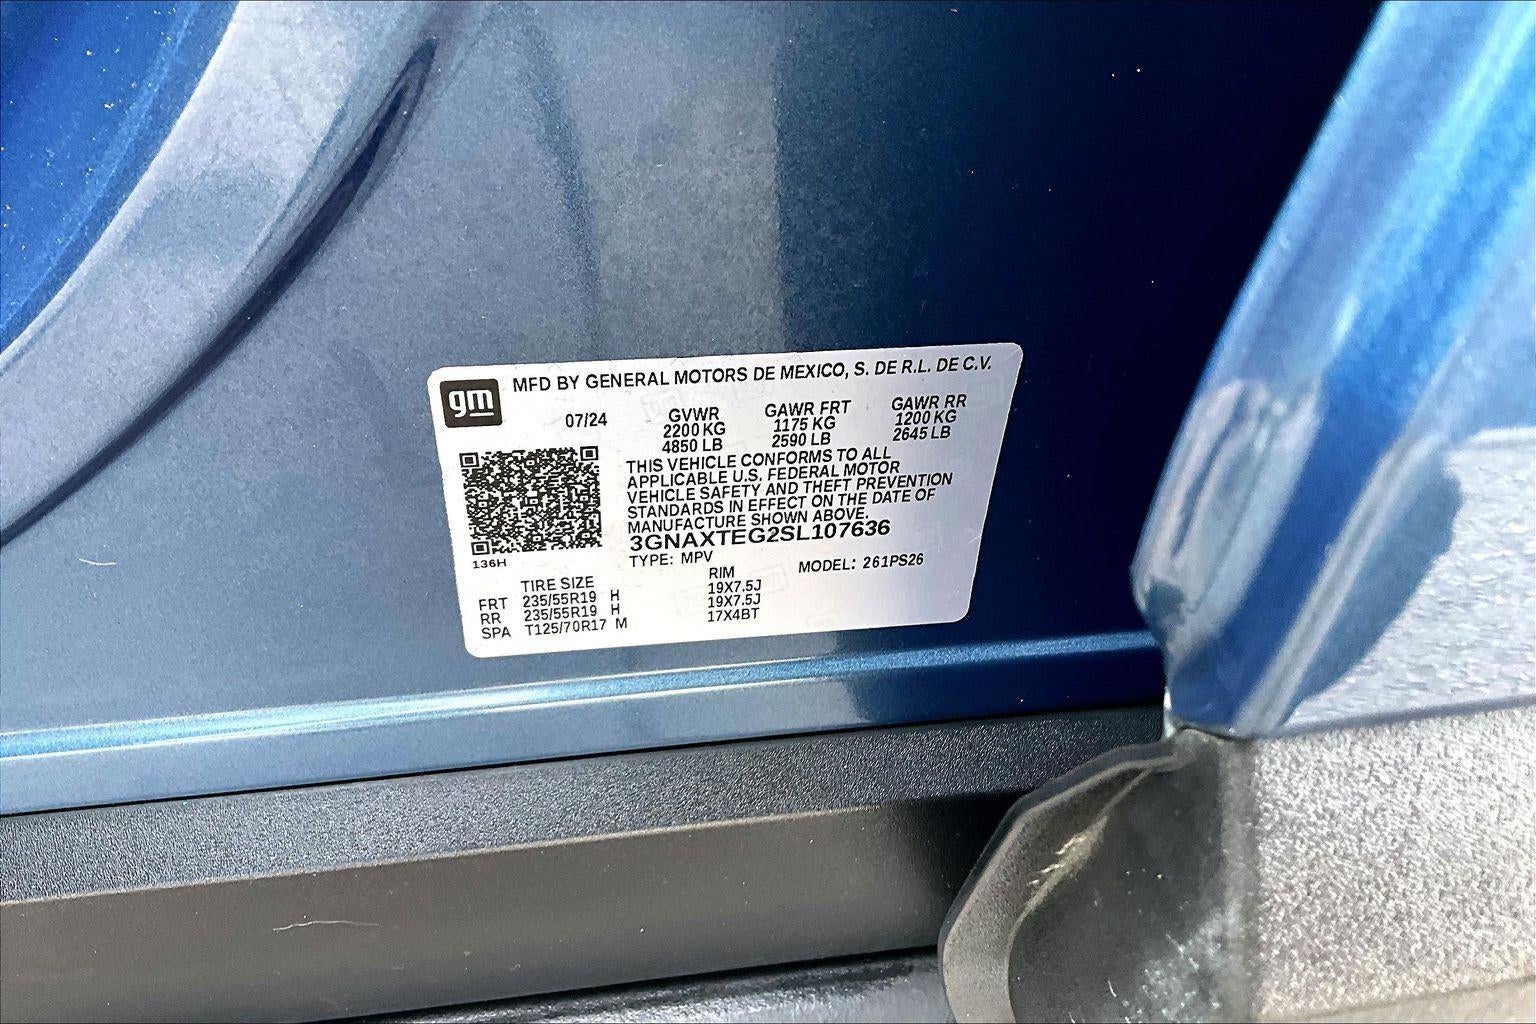 gm MFD BY GENERAL MOTORS DE MEXICO, S. DE R.L. DE C.V.
07/24 GVWR GAWR FRT GAWR RR
2200 KG 1175 KG 1200 KG
4850 LB 2590 LB 2645 LB
THIS VEHICLE CONFORMS TO ALL
APPLICABLE U.S. FEDERAL MOTOR
VEHICLE SAFETY AND THEFT PREVENTION
STANDARDS IN EFFECT ON THE DATE OF
MANUFACTURE SHOWN ABOVE.
3GNAXTEG2SL107636
136H TYPE: MPV MODEL: 261PS26
TIRE SIZE RIM
FRT 235/55R19 H 19X7.5J
RR 235/55R19 H 19X7.5J
SPA T125/70R17 M 17X4BT